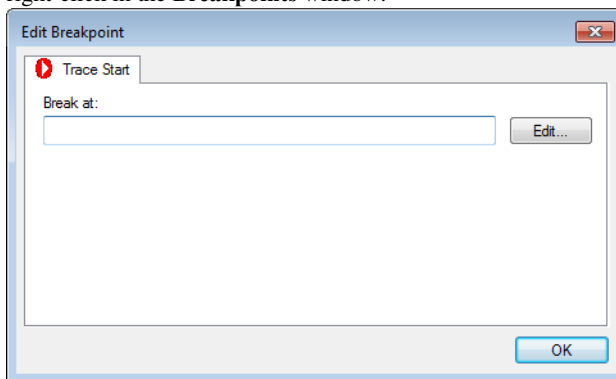 right-click in the Breakpoints window.
Edit Breakpoint
Trace Start
Break at:
Edit...
OK